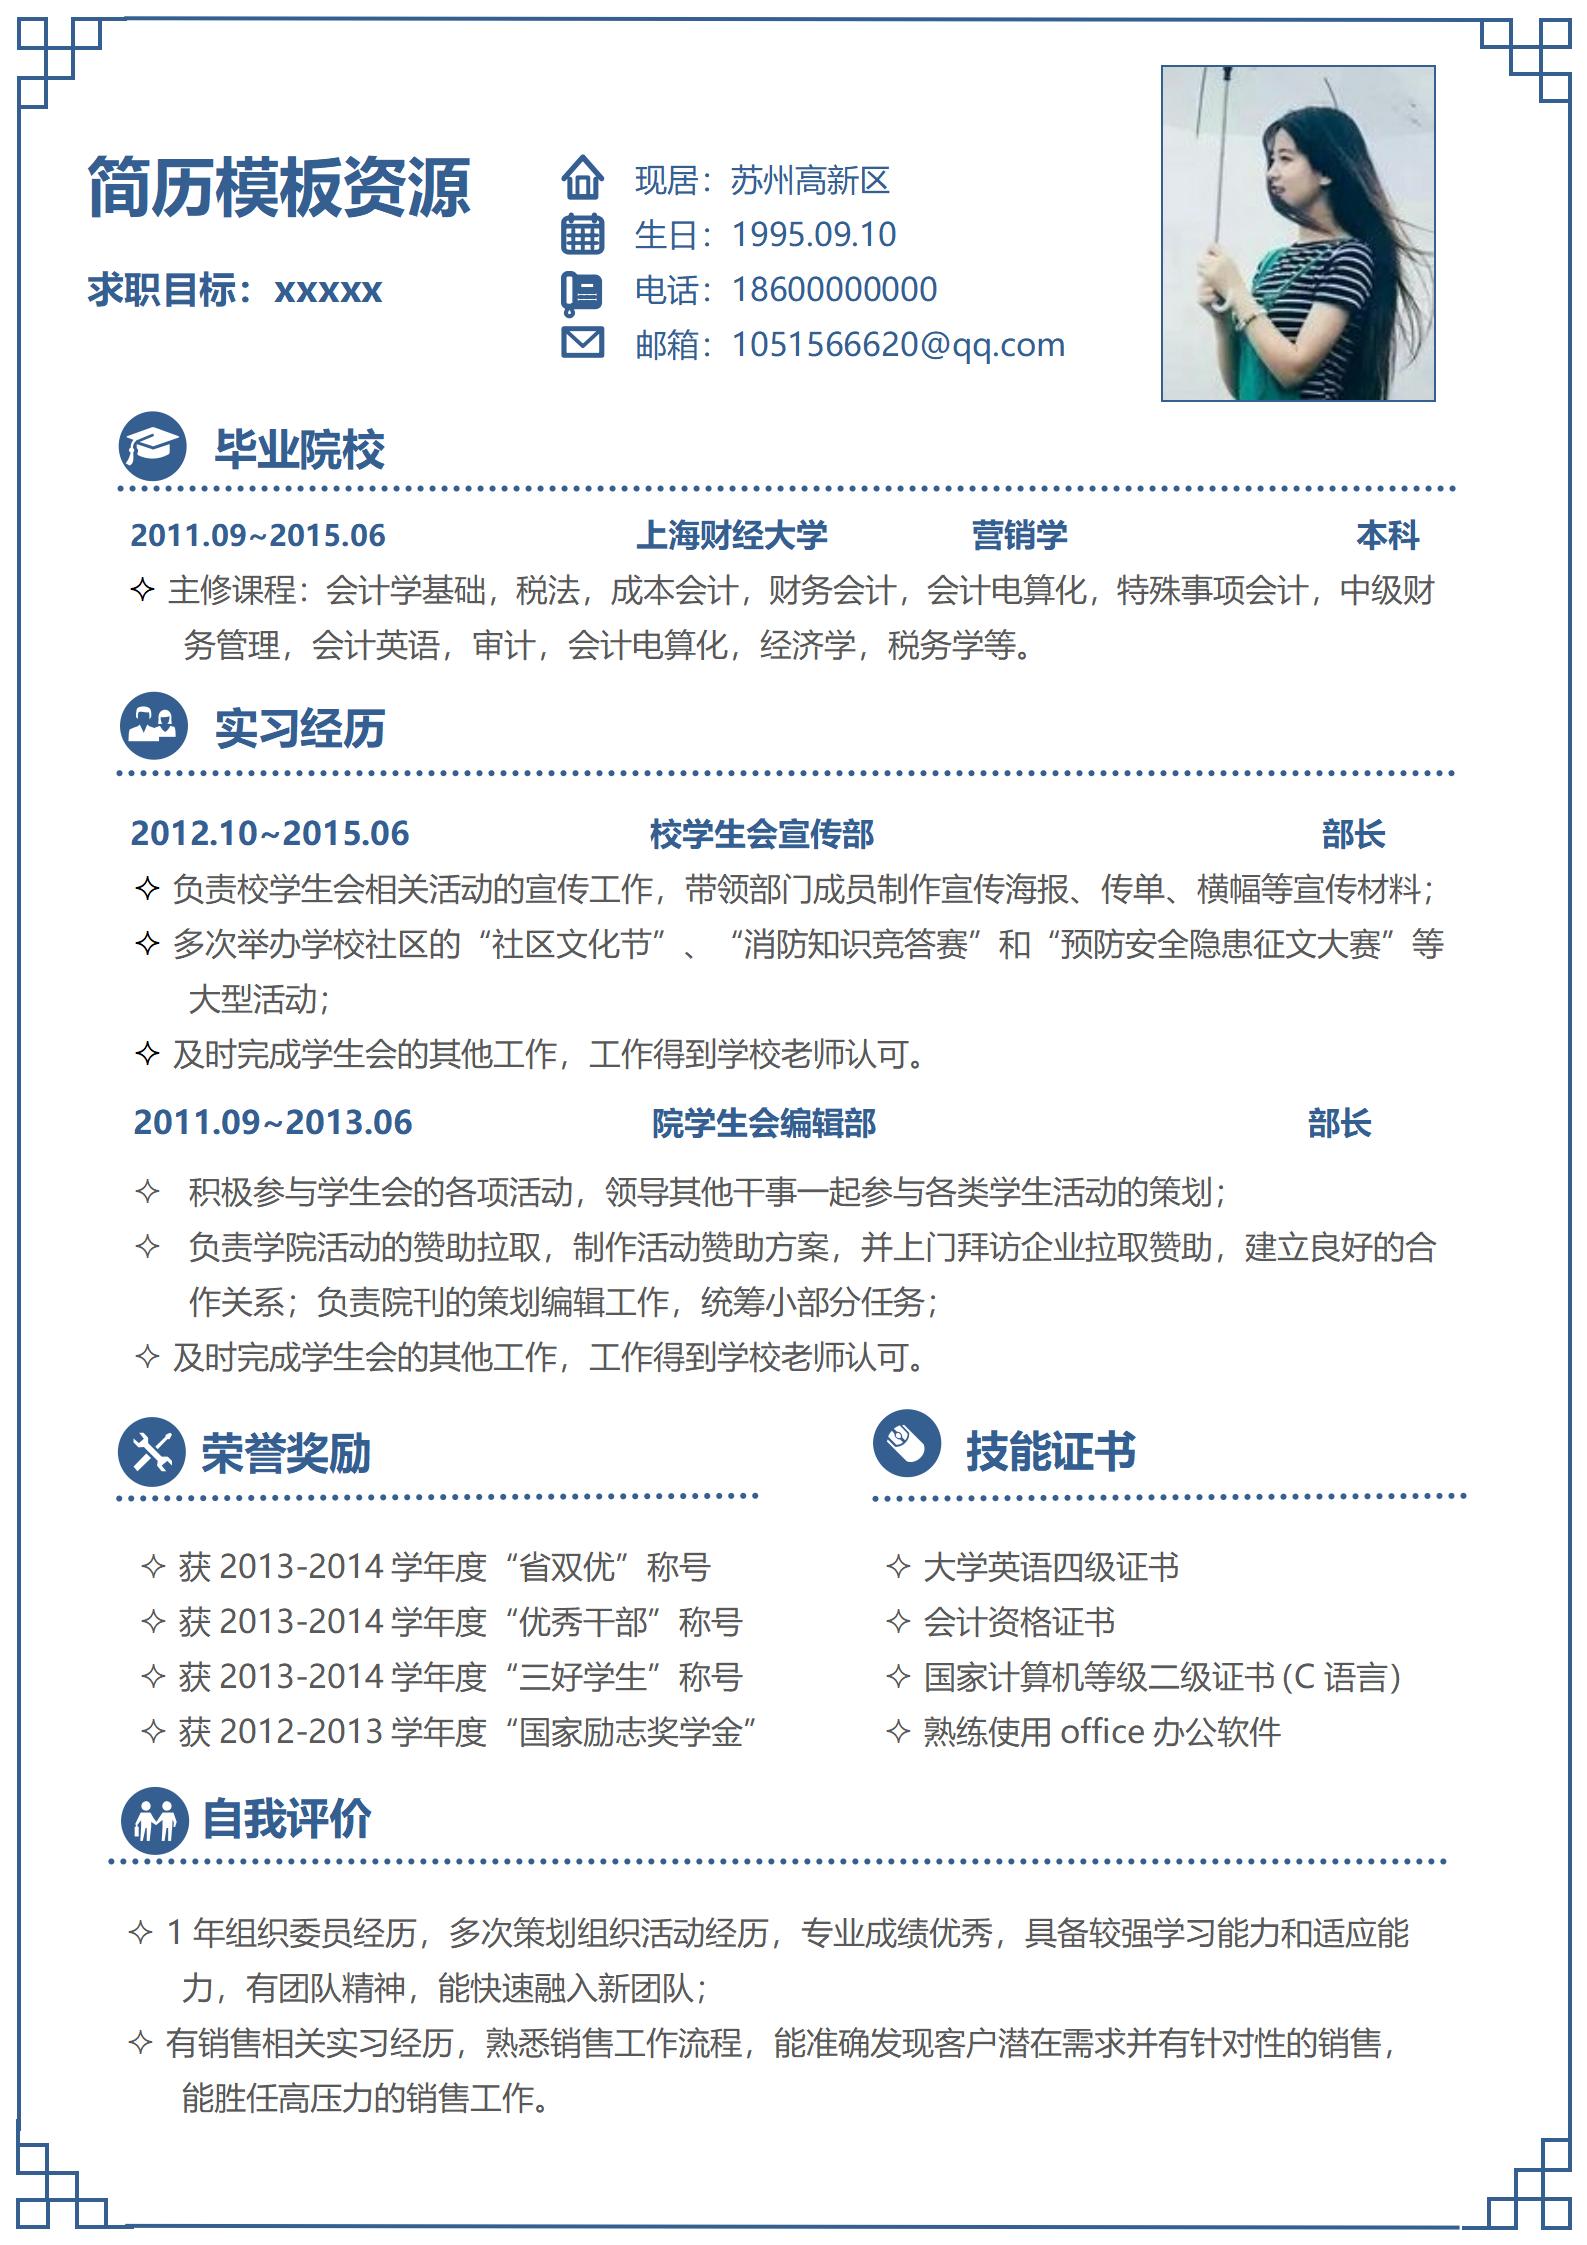 简历模板资源
求职目标：xxxxx
现居：苏州高新区
生日：1995.09.10
电话：18600000000
邮箱：1051566620@qq.com
毕业院校
2011.09~2015.06 上海财经大学 营销学 本科
✧ 主修课程：会计学基础，税法，成本会计，财务会计，会计电算化，特殊事项会计，中级财
务管理，会计英语，审计，会计电算化，经济学，税务学等。
实习经历
2012.10~2015.06 校学生会宣传部 部长
✧ 负责校学生会相关活动的宣传工作，带领部门成员制作宣传海报、传单、横幅等宣传材料；
✧ 多次举办学校社区的“社区文化节”、“消防知识竞答赛”和“预防安全隐患征文大赛”等
大型活动；
✧ 及时完成学生会的其他工作，工作得到学校老师认可。
2011.09~2013.06 院学生会编辑部 部长
✧ 积极参与学生会的各项活动，领导其他干事一起参与各类学生活动的策划；
✧ 负责学院活动的赞助拉取，制作活动赞助方案，并上门拜访企业拉取赞助，建立良好的合
作关系；负责院刊的策划编辑工作，统筹小部分任务；
✧ 及时完成学生会的其他工作，工作得到学校老师认可。
荣誉奖励
✧ 获 2013-2014 学年度“省双优”称号
✧ 获 2013-2014 学年度“优秀干部”称号
✧ 获 2013-2014 学年度“三好学生”称号
✧ 获 2012-2013 学年度“国家励志奖学金”
技能证书
✧ 大学英语四级证书
✧ 会计资格证书
✧ 国家计算机等级二级证书(C 语言)
✧ 熟练使用 office 办公软件
自我评价
✧ 1 年组织委员经历，多次策划组织活动经历，专业成绩优秀，具备较强学习能力和适应能
力，有团队精神，能快速融入新团队；
✧ 有销售相关实习经历，熟悉销售工作流程，能准确发现客户潜在需求并有针对性的销售，
能胜任高压力的销售工作。